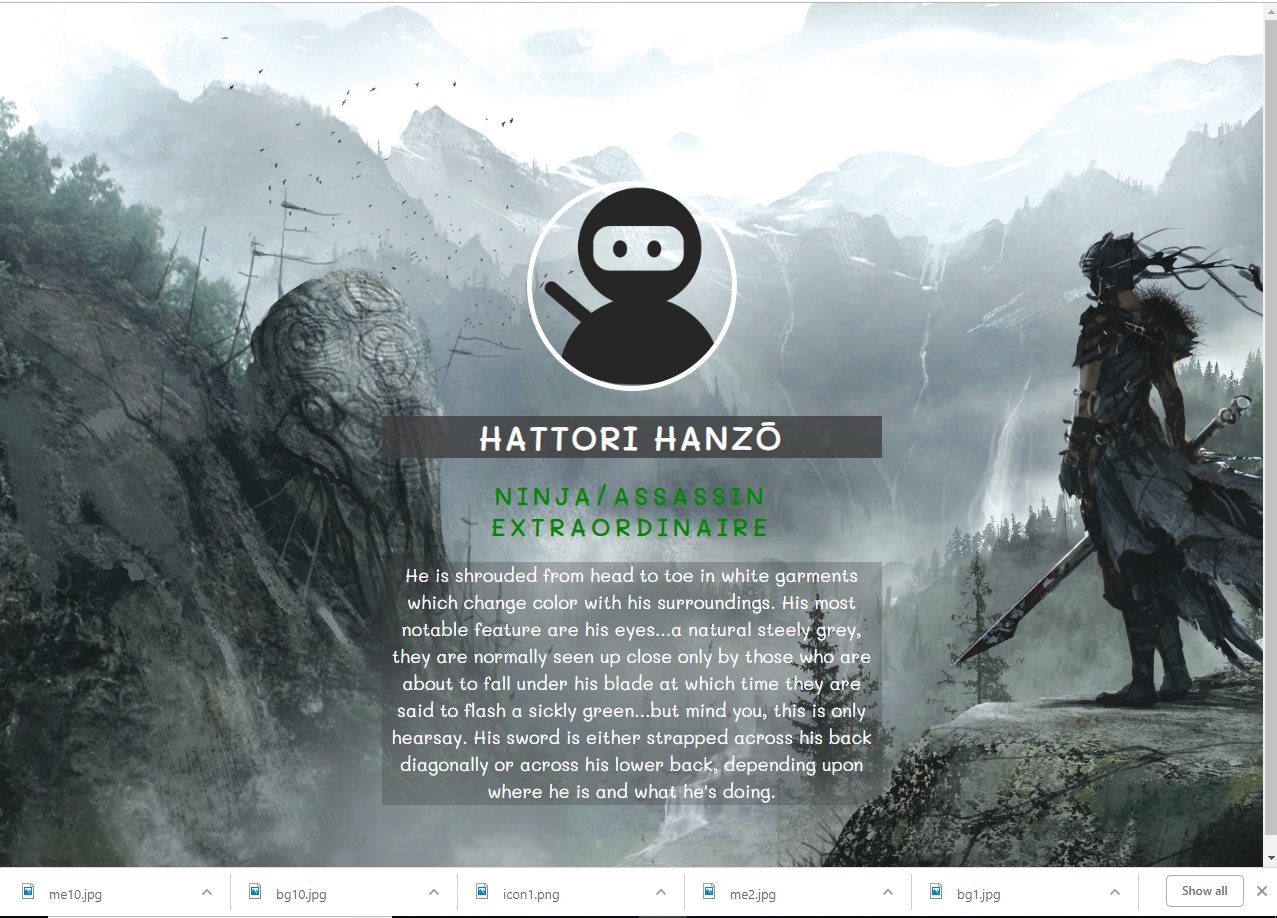 HATTORI HANZŌ
NINJA/ASSASSIN
EXTRAORDINAIRE
He is shrouded from head to toe in white garments
which change color with his surroundings. His most
notable feature are his eyes...a natural steely grey,
they are normally seen up close only by those who are
about to fall under his blade at which time they are
said to flash a sickly green...but mind you, this is only
hearsay. His sword is either strapped across his back
diagonally or across his lower back, depending upon
where he is and what he's doing.
me10.jpg
bg10.jpg
icon1.png
me2.jpg
bg1.jpg
Show all